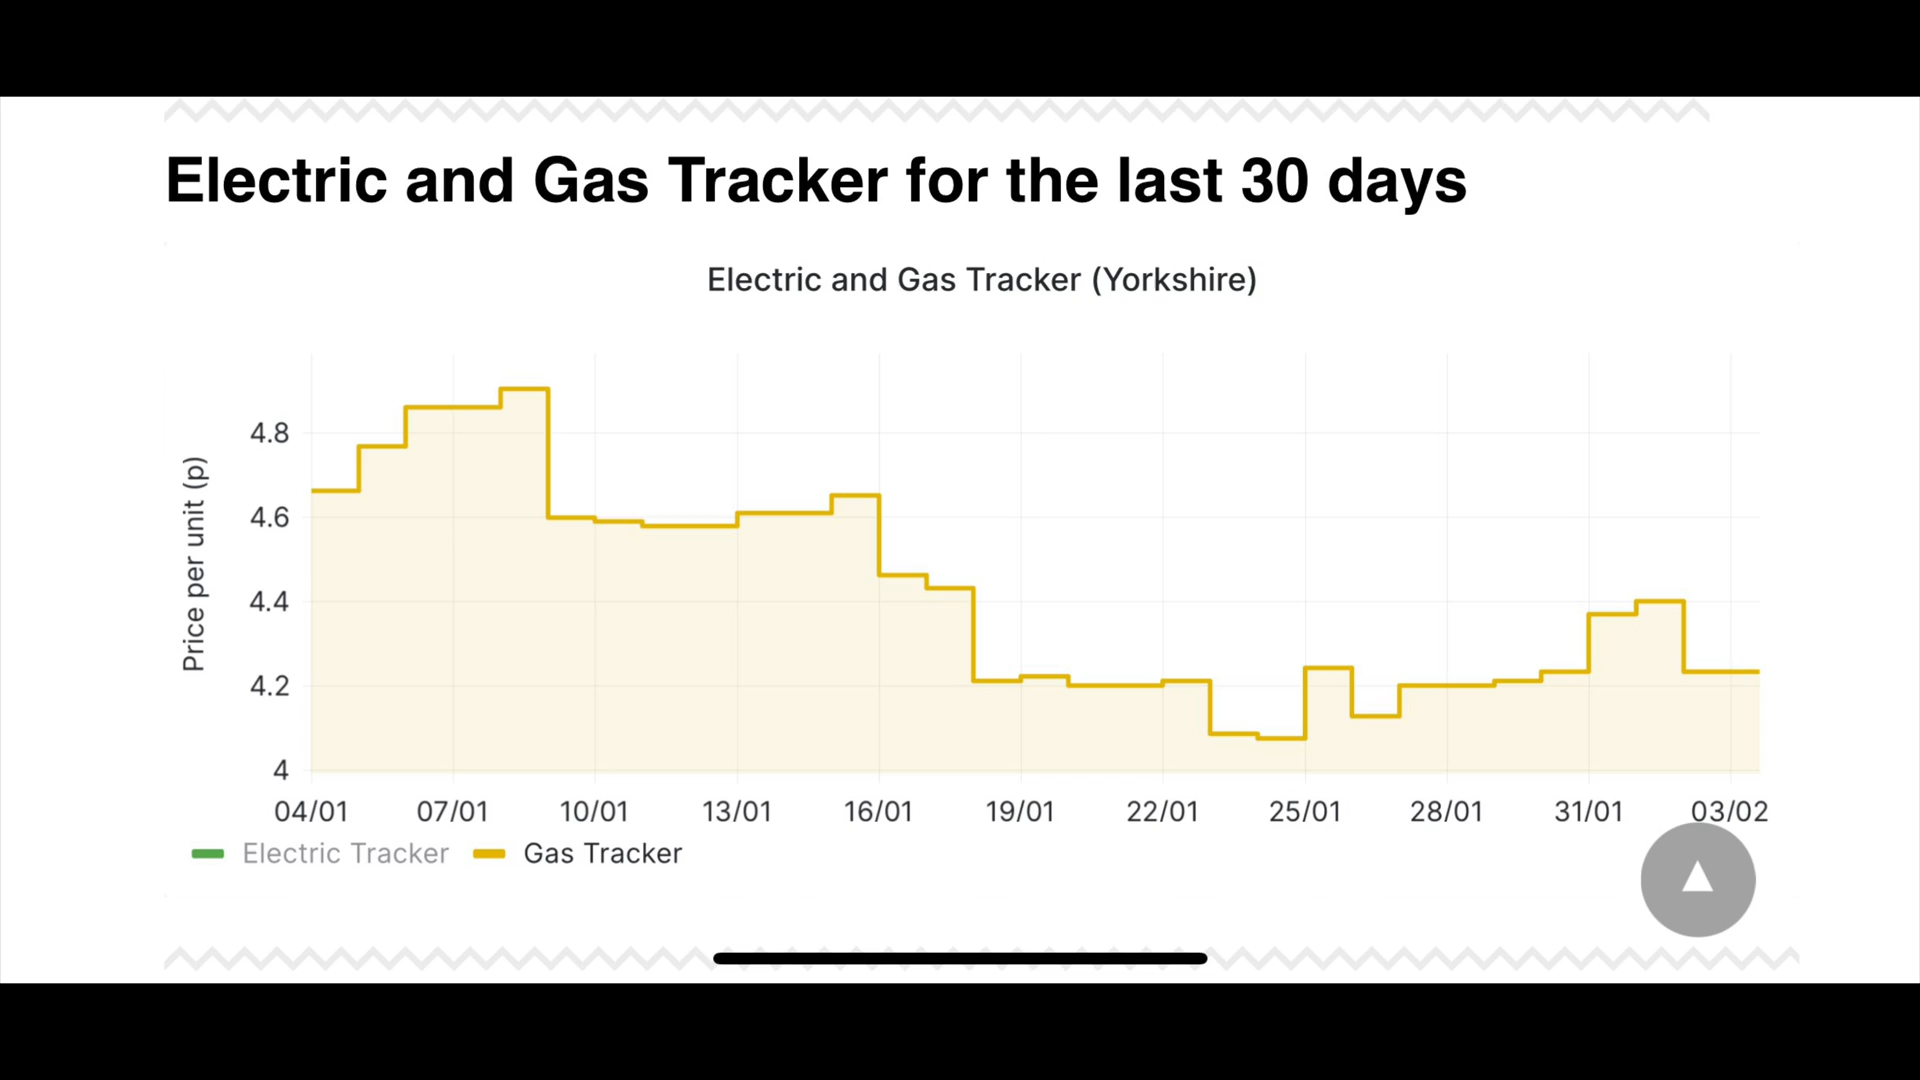 Electric and Gas Tracker for the last 30 days
Electric and Gas Tracker (Yorkshire)
Price per unit (p)
4.8
4.6
4.4
4.2
4
04/01 07/01 10/01 13/01 16/01 19/01 22/01 25/01 28/01 31/01 03/02
Electric Tracker Gas Tracker